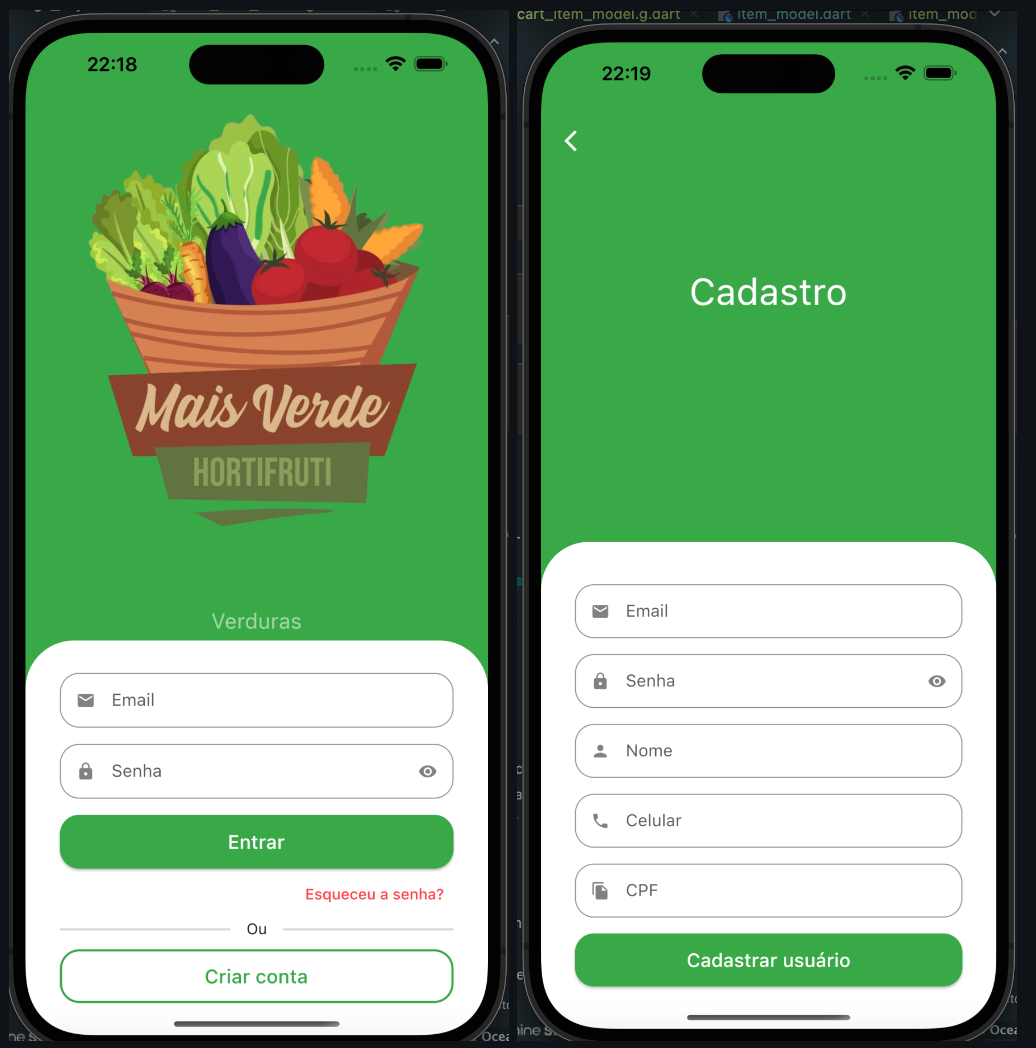 cart_item_model.g.dart
item_model.dart
item_mod
22:18
Mais Verde
HORTIFRUTI
Verduras
Email
Senha
Entrar
Esqueceu a senha?
Ou
Criar conta
22:19
Cadastro
Email
Senha
Nome
Celular
CPF
Cadastrar usuário